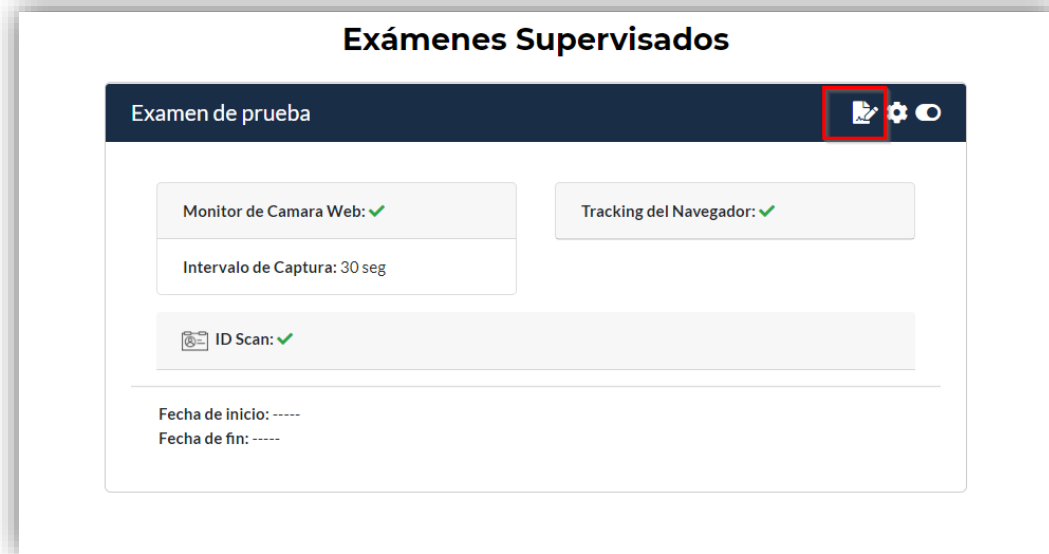 Exámenes Supervisados
Examen de prueba
Monitor de Camara Web:
Tracking del Navegador:
Intervalo de Captura: 30 seg
ID Scan:
Fecha de inicio: -----
Fecha de fin: -----